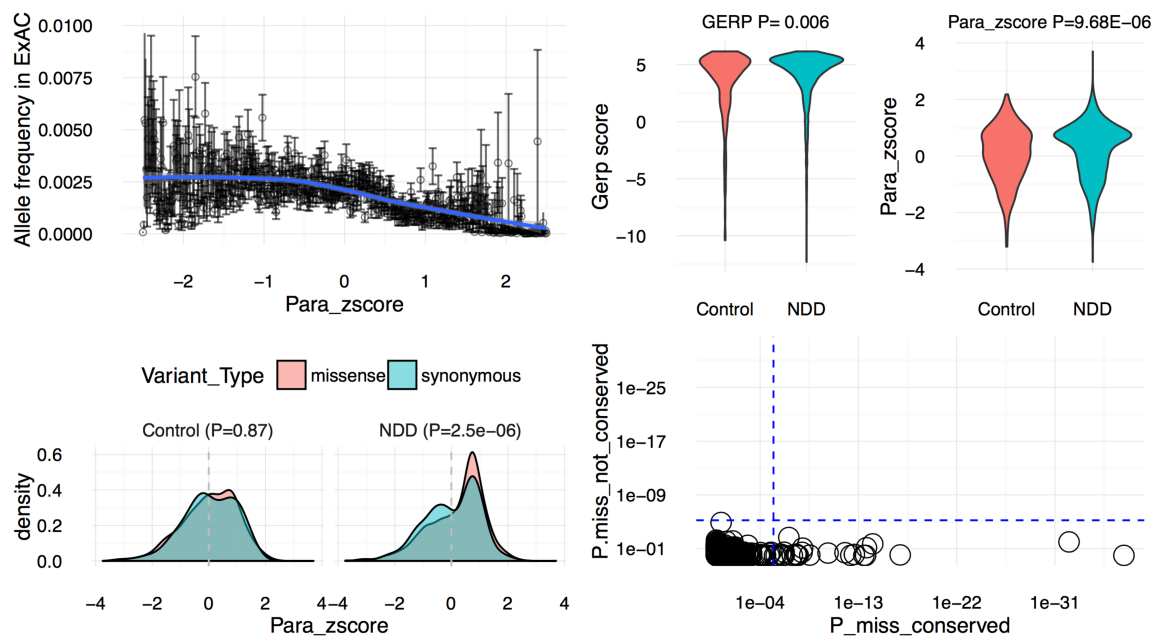 Allele frequency in ExAC
0.0100
0.0075
0.0050
0.0025
0.0000
−2
−1
0
1
2
Para_zscore
GERP P= 0.006
Gerp score
5
0
−5
−10
Control
NDD
Para_zscore P=9.68E−06
Para_zscore
4
2
0
−2
−4
Control
NDD
Variant_Type
missense
synonymous
Control (P=0.87)
NDD (P=2.5e−06)
density
0.6
0.4
0.2
0.0
−4
−2
0
2
4
−4
−2
0
2
4
Para_zscore
P.miss_not_conserved
1e−25
1e−17
1e−09
1e−01
1e−04
1e−13
1e−22
1e−31
P_miss_conserved